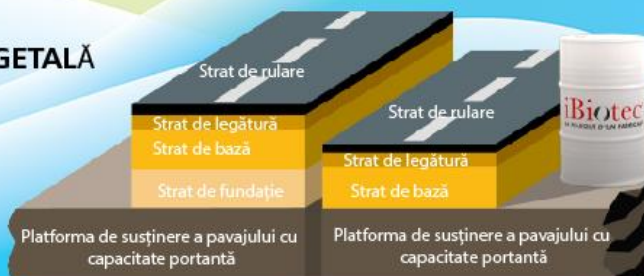 GETALĂ
Strat de rulare
Strat de legătură
Strat de bază
Strat de fundație
Platforma de susținere a pavajului cu
capacitate portantă
Strat de rulare
Strat de legătură
Strat de bază
Platforma de susținere a pavajului cu
capacitate portantă
iBiotec